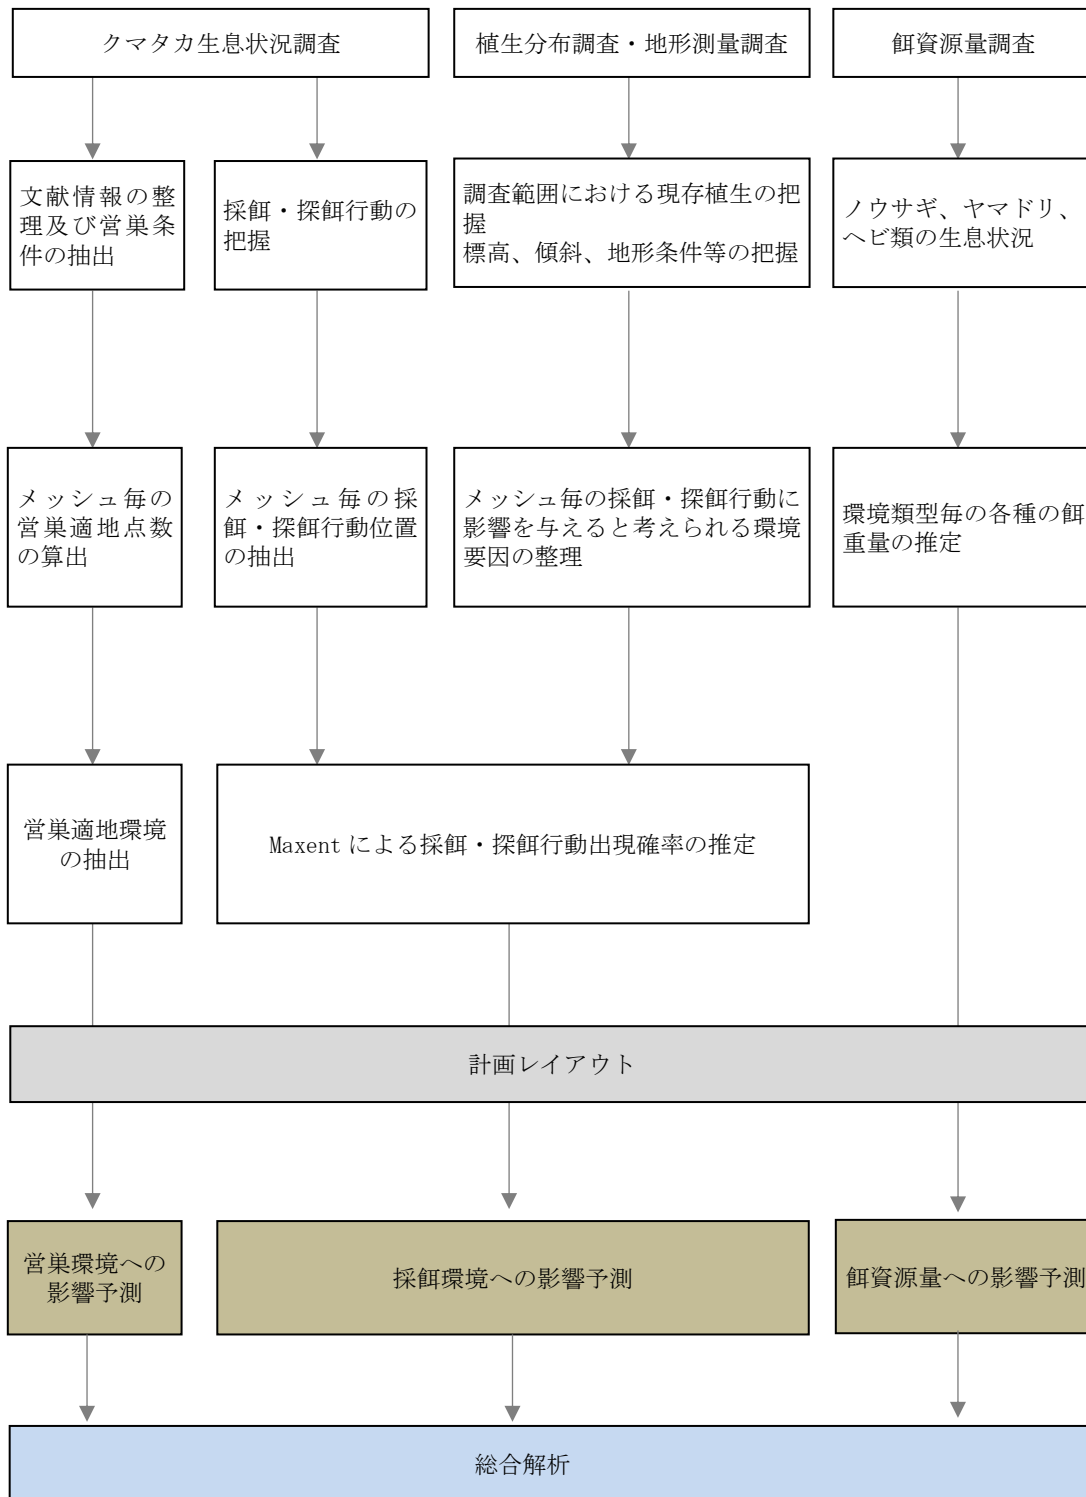 クマタカ生息状況調査
植生分布調査・地形測量調査
餌資源量調査
文献情報の整
理及び営巣条
件の抽出
採餌・探餌行動の
把握
調査範囲における現存植生の把
握
標高、傾斜、地形条件等の把握
ノウサギ、ヤマドリ、
ヘビ類の生息状況
メッシュ毎の
営巣適地点数
の算出
メッシュ毎の採
餌・探餌行動位置
の抽出
メッシュ毎の採餌・探餌行動に
影響を与えると考えられる環境
要因の整理
環境類型毎の各種の餌
重量の推定
営巣適地環境
の抽出
Maxent による採餌・探餌行動出現確率の推定
計画レイアウト
営巣環境への
影響予測
採餌環境への影響予測
餌資源量への影響予測
総合解析